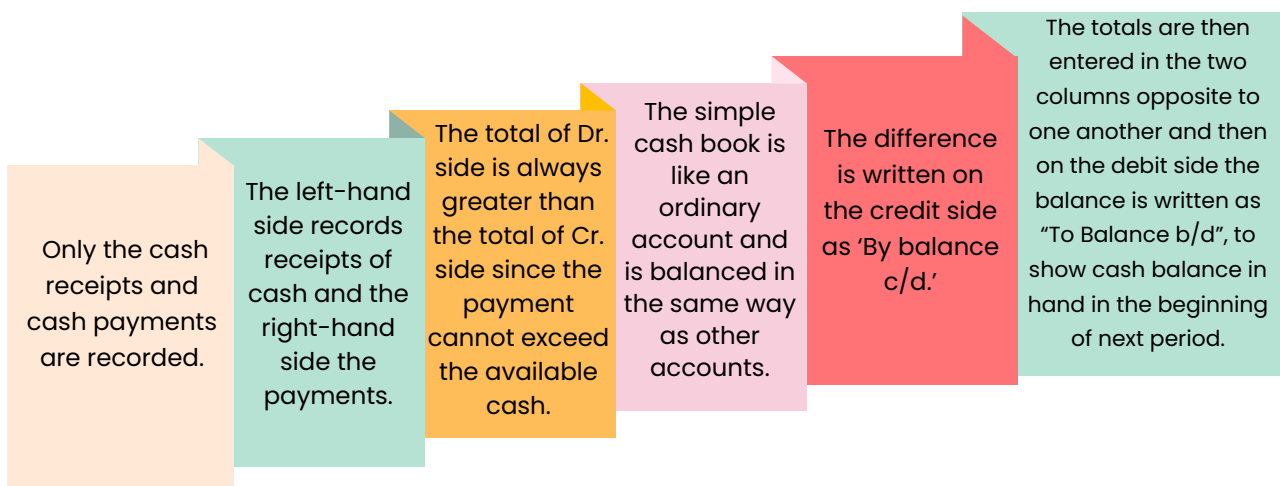 Only the cash
receipts and
cash payments
are recorded.
The left-hand
side records
receipts of
cash and the
right-hand
side the
payments.
The total of Dr.
side is always
greater than
the total of Cr.
side since the
payment
cannot exceed
the available
cash.
The simple
cash book is
like an
ordinary
account and
is balanced in
the same way
as other
accounts.
The difference
is written on
the credit side
as ‘By balance
c/d.’
The totals are then
entered in the two
columns opposite to
one another and then
on the debit side the
balance is written as
“To Balance b/d”, to
show cash balance in
hand in the beginning
of next period.